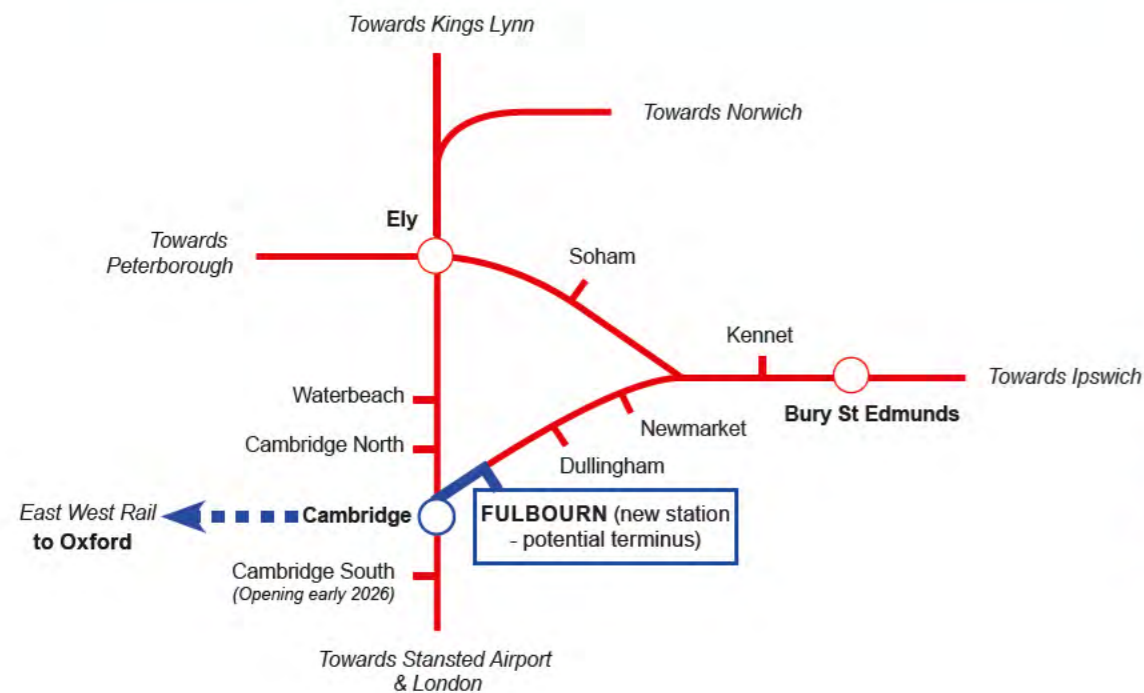 Towards Kings Lynn
Towards Norwich
Ely
Towards
Peterborough
Soham
Kennet
Towards Ipswich
Bury St Edmunds
Waterbeach
Newmarket
Cambridge North
Dullingham
East West Rail
to Oxford
Cambridge
FULBOURN (new station
- potential terminus)
Cambridge South
(Opening early 2026)
Towards Stansted Airport
& London